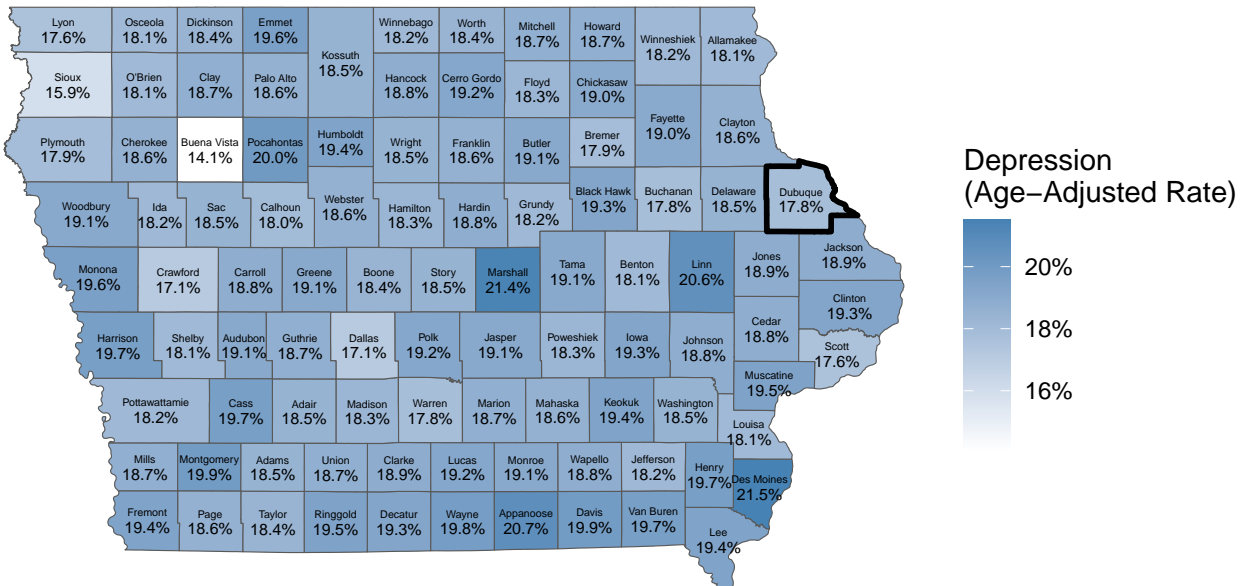 Lyon
17.6%
Osceola
18.1%
Dickinson
18.4%
Emmet
19.6%
Kossuth
18.5%
Winnebago
18.2%
Worth
18.4%
Mitchell
18.7%
Howard
18.7%
Winneshiek
18.2%
Allamakee
18.1%
Sioux
15.9%
O'Brien
18.1%
Clay
18.7%
Palo Alto
18.6%
Hancock
18.8%
Cerro Gordo
19.2%
Floyd
18.3%
Chickasaw
19.0%
Fayette
19.0%
Clayton
18.6%
Plymouth
17.9%
Cherokee
18.6%
Buena Vista
14.1%
Pocahontas
20.0%
Humboldt
19.4%
Wright
18.5%
Franklin
18.6%
Butler
19.1%
Bremer
17.9%
Woodbury
19.1%
Ida
18.2%
Sac
18.5%
Calhoun
18.0%
Webster
18.6%
Hamilton
18.3%
Hardin
18.8%
Grundy
18.2%
Black Hawk
19.3%
Buchanan
17.8%
Delaware
18.5%
Dubuque
17.8%
Monona
19.6%
Crawford
17.1%
Carroll
18.8%
Greene
19.1%
Boone
18.4%
Story
18.5%
Marshall
21.4%
Tama
19.1%
Benton
18.1%
Linn
20.6%
Jones
18.9%
Jackson
18.9%
Clinton
19.3%
Harrison
19.7%
Shelby
18.1%
Audubon
19.1%
Guthrie
18.7%
Dallas
17.1%
Polk
19.2%
Jasper
19.1%
Poweshiek
18.3%
Iowa
19.3%
Johnson
18.8%
Cedar
18.8%
Scott
17.6%
Muscatine
19.5%
Pottawattamie
18.2%
Cass
19.7%
Adair
18.5%
Madison
18.3%
Warren
17.8%
Marion
18.7%
Mahaska
18.6%
Keokuk
19.4%
Washington
18.5%
Louisa
18.1%
Mills
18.7%
Montgomery
19.9%
Adams
18.5%
Union
18.7%
Clarke
18.9%
Lucas
19.2%
Monroe
19.1%
Wapello
18.8%
Jefferson
18.2%
Henry
19.7%
Des Moines
21.5%
Fremont
19.4%
Page
18.6%
Taylor
18.4%
Ringgold
19.5%
Decatur
19.3%
Wayne
19.8%
Appanoose
20.7%
Davis
19.9%
Van Buren
19.7%
Lee
19.4%
Depression
(Age−Adjusted Rate)
20%
18%
16%